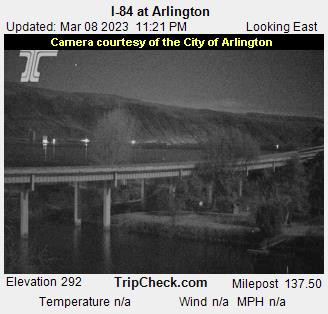 I-84 at Arlington
Updated: Mar 08 2023 11:21 PM Looking East
Camera courtesy of the City of Arlington
Elevation 292 TripCheck.com Milepost 137.50
Temperature n/a Wind n/a MPH n/a